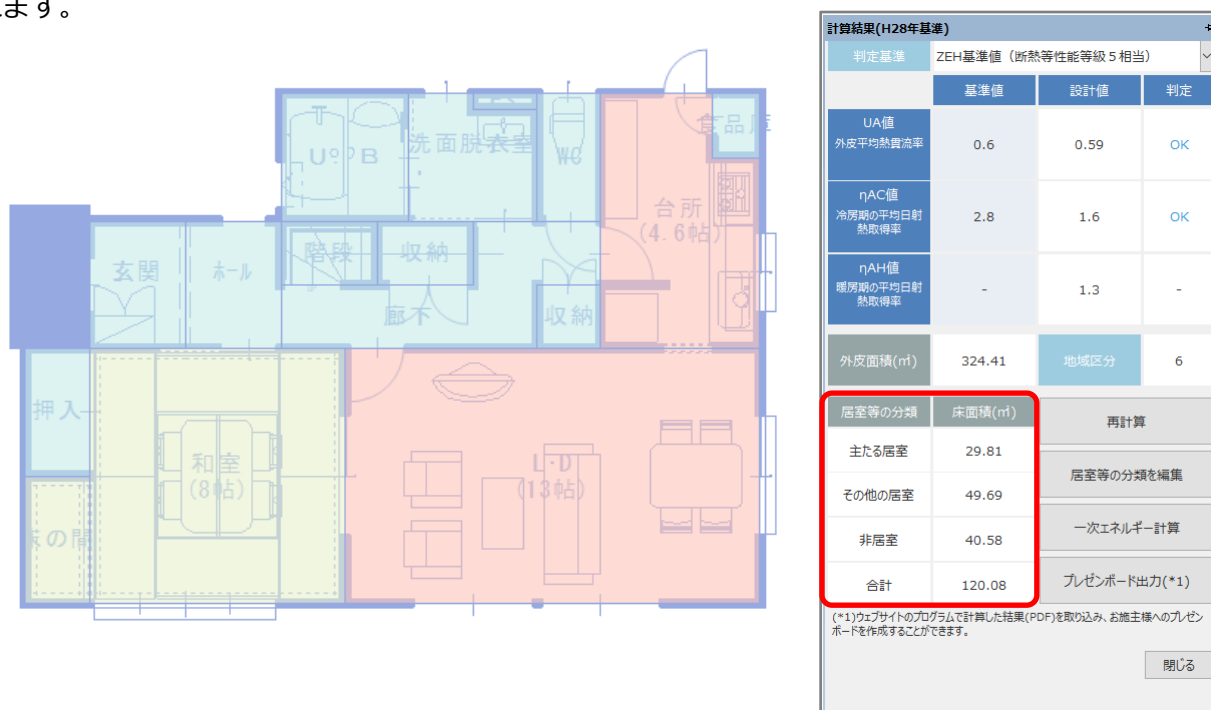 ます。
洗面脱衣室
WC
食品庫
U
B
台所
(4.6帖)
玄関
ホール
階段
収納
廊下
収納
押入
和室
(8帖)
L・D
(13帖)
の間
計算結果(H28年基準)
判定基準 ZEH基準値（断熱等性能等級５相当）
基準値 設計値 判定
UA値
外皮平均熱貫流率
0.6 0.59 OK
ηAC値
冷房期の平均日射
熱取得率
2.8 1.6 OK
ηAH値
暖房期の平均日射
熱取得率
- 1.3 -
外皮面積(㎡) 324.41 地域区分 6
居室等の分類 床面積(㎡)
主たる居室 29.81
その他の居室 49.69
非居室 40.58
合計 120.08
再計算
居室等の分類を編集
一次エネルギー計算
プレゼンボード出力(*1)
(*1)ウェブサイトのプログラムで計算した結果(PDF)を取り込み、お施主様へのプレゼン
ボードを作成することができます。
閉じる